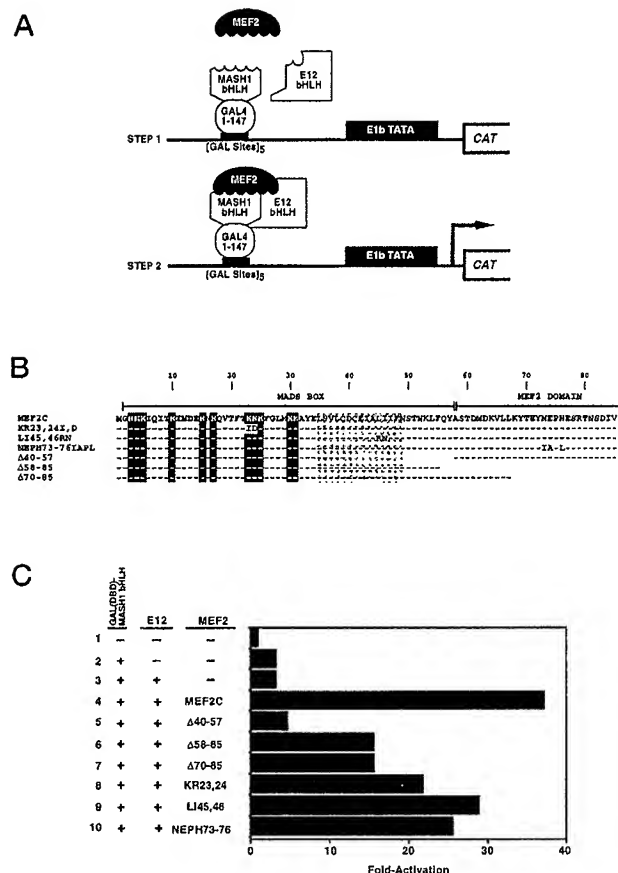 A
MEF2
MASH1
bHLH
E12
bHLH
GAL4
1-147
STEP 1
(GAL Sites)5
E1b TATA
CAT
MEF2
MASH1
bHLH
E12
bHLH
GAL4
1-147
STEP 2
(GAL Sites)5
E1b TATA
CAT
B
10 20 30 40 50 60 70 80
MADS BOX MEF2 DOMAIN
MEF2C
KR23,24I,D ID
LI45,46RN RN
NEPH73-76IAPL IA-L
Δ40-57
Δ58-85
Δ70-85
C
GAL(DBD)-
MASH1 bHLH
E12 MEF2
1 − − −
2 + − −
3 + + −
4 + + MEF2C
5 + + Δ40-57
6 + + Δ58-85
7 + + Δ70-85
8 + + KR23,24
9 + + LI45,46
10 + + NEPH73-76
0 10 20 30 40
Fold-Activation